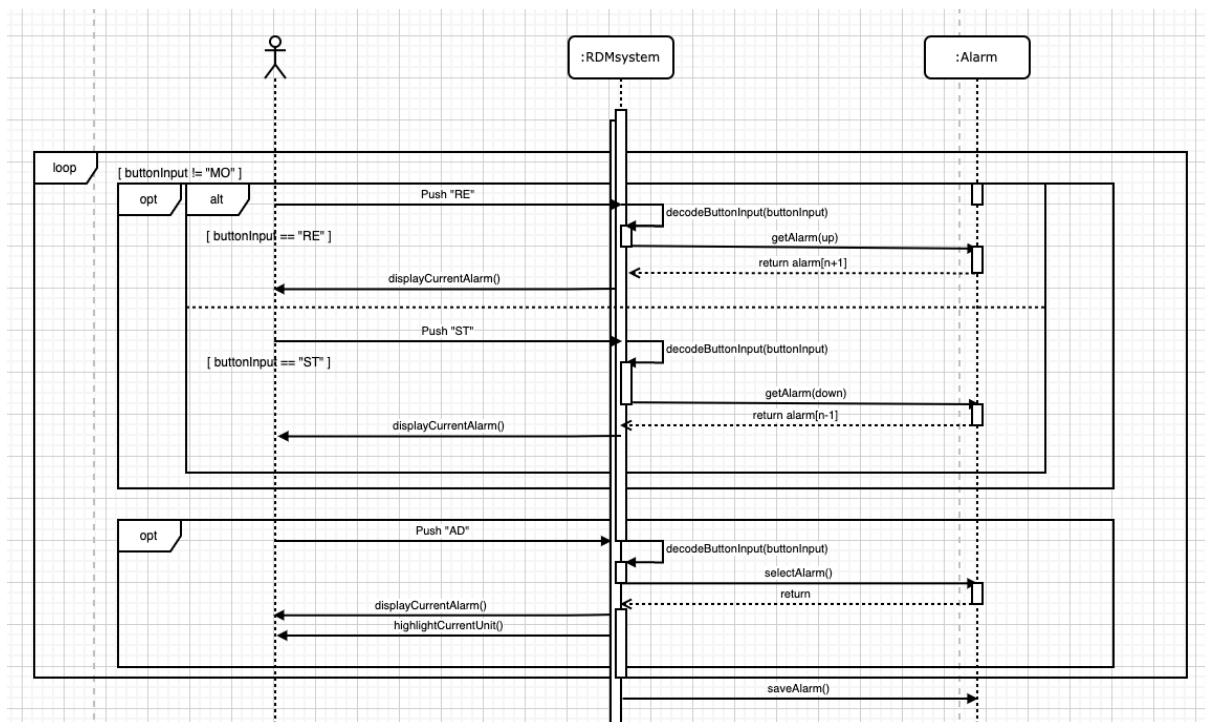 :RDMsystem
:Alarm
loop
[ buttonInput != "MO" ]
opt
alt
Push "RE"
decodeButtonInput(buttonInput)
[ buttonInput == "RE" ]
getAlarm(up)
return alarm[n+1]
displayCurrentAlarm()
Push "ST"
decodeButtonInput(buttonInput)
[ buttonInput == "ST" ]
getAlarm(down)
return alarm[n-1]
displayCurrentAlarm()
opt
Push "AD"
decodeButtonInput(buttonInput)
selectAlarm()
return
displayCurrentAlarm()
highlightCurrentUnit()
saveAlarm()